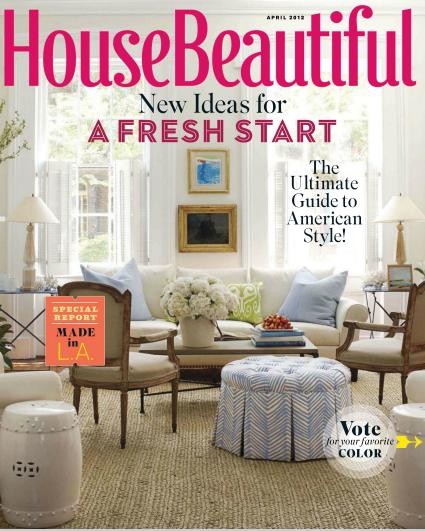 APRIL 2012
HouseBeautiful
New Ideas for
A FRESH START
The
Ultimate
Guide to
American
Style!
SPECIAL
REPORT
MADE
in
L.A.
Vote
for your favorite
COLOR